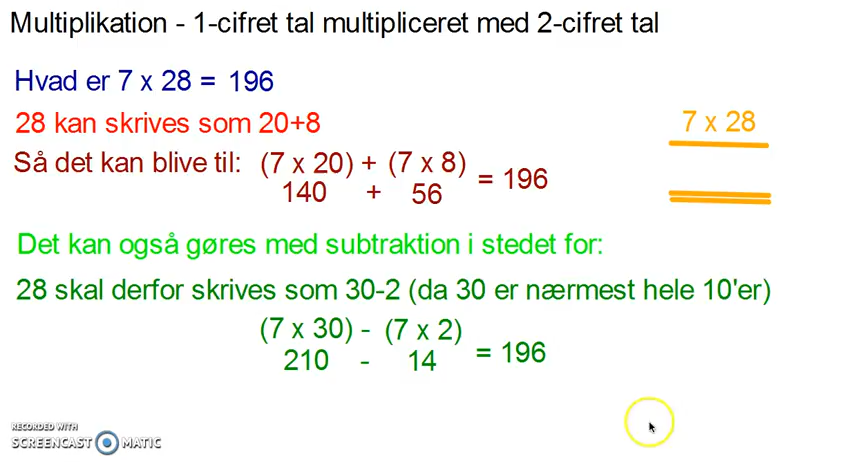 Multiplikation - 1-cifret tal multipliceret med 2-cifret tal
Hvad er 7 x 28 = 196
28 kan skrives som 20+8
7 x 28
Så det kan blive til: (7 x 20) + (7 x 8)
140 + 56 = 196
Det kan også gøres med subtraktion i stedet for:
28 skal derfor skrives som 30-2 (da 30 er nærmest hele 10'er)
(7 x 30) - (7 x 2)
210 - 14 = 196
RECORDED WITH
SCREENCAST MATIC